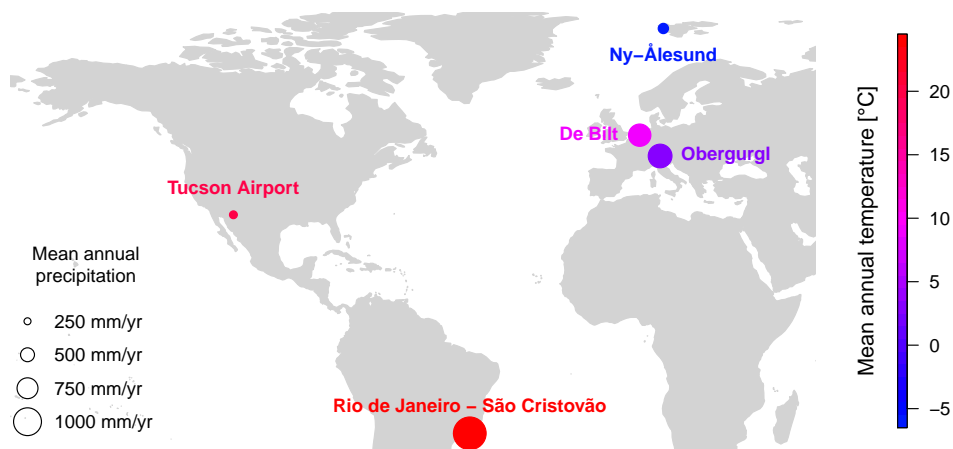 Ny−Ålesund
De Bilt
Obergurgl
Tucson Airport
Rio de Janeiro − São Cristovão
Mean annual
precipitation
250 mm/yr
500 mm/yr
750 mm/yr
1000 mm/yr
Mean annual temperature [°C]
20
15
10
5
0
−5